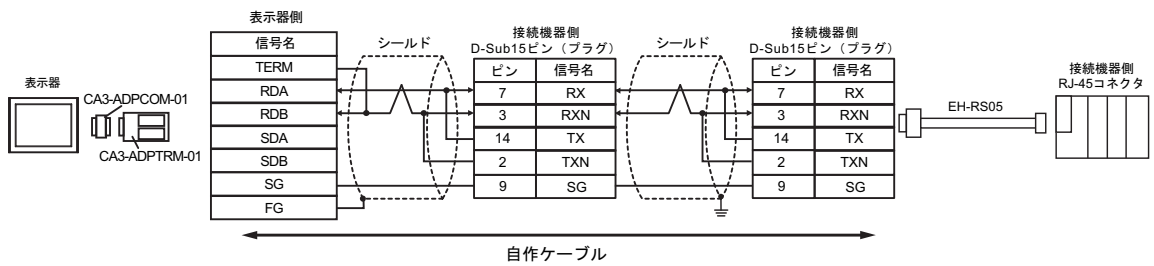 表示器
CA3-ADPCOM-01
CA3-ADPTRM-01
表示器側
信号名
TERM
RDA
RDB
SDA
SDB
SG
FG
シールド
接続機器側
D-Sub15ピン（プラグ）
ピン 信号名
7 RX
3 RXN
14 TX
2 TXN
9 SG
シールド
接続機器側
D-Sub15ピン（プラグ）
ピン 信号名
7 RX
3 RXN
14 TX
2 TXN
9 SG
EH-RS05
接続機器側
RJ-45コネクタ
自作ケーブル